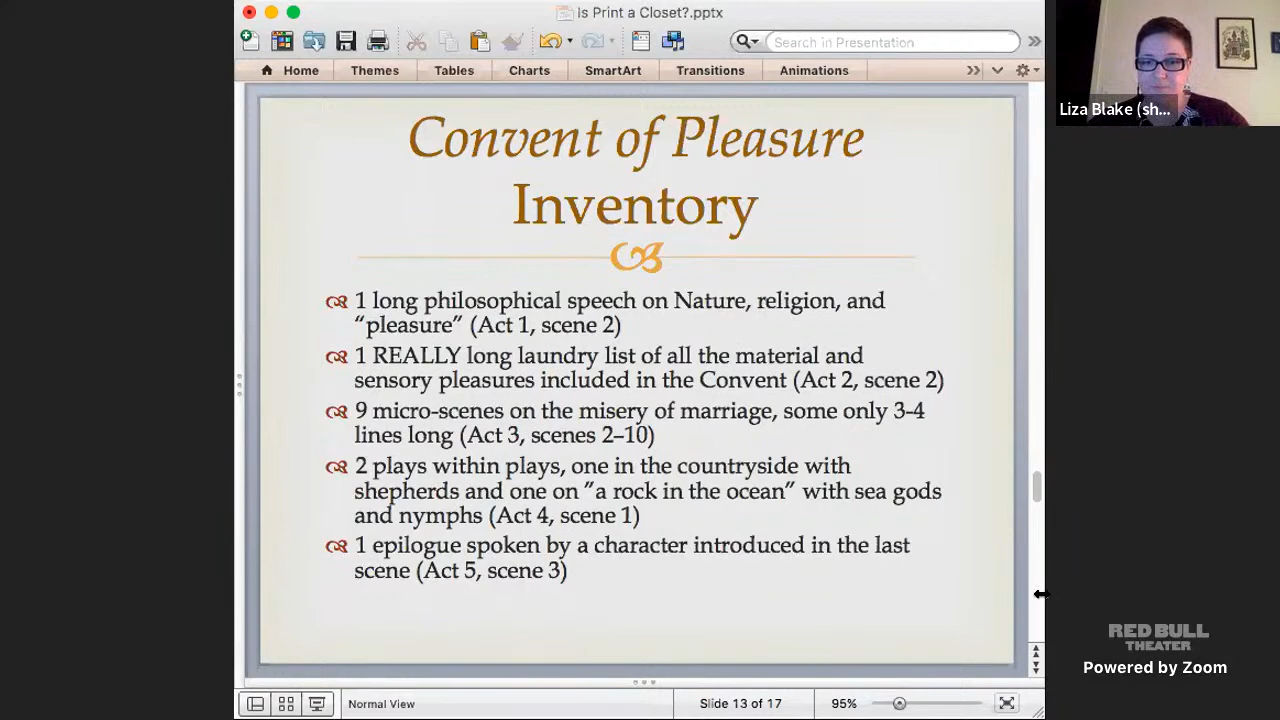 Is Print a Closet?.pptx
Search in Presentation
Home Themes Tables Charts SmartArt Transitions Animations
Liza Blake (sh...
Convent of Pleasure
Inventory
1 long philosophical speech on Nature, religion, and
“pleasure” (Act 1, scene 2)
1 REALLY long laundry list of all the material and
sensory pleasures included in the Convent (Act 2, scene 2)
9 micro-scenes on the misery of marriage, some only 3-4
lines long (Act 3, scenes 2–10)
2 plays within plays, one in the countryside with
shepherds and one on ”a rock in the ocean” with sea gods
and nymphs (Act 4, scene 1)
1 epilogue spoken by a character introduced in the last
scene (Act 5, scene 3)
RED BULL
THEATER
Powered by Zoom
Normal View Slide 13 of 17 95%